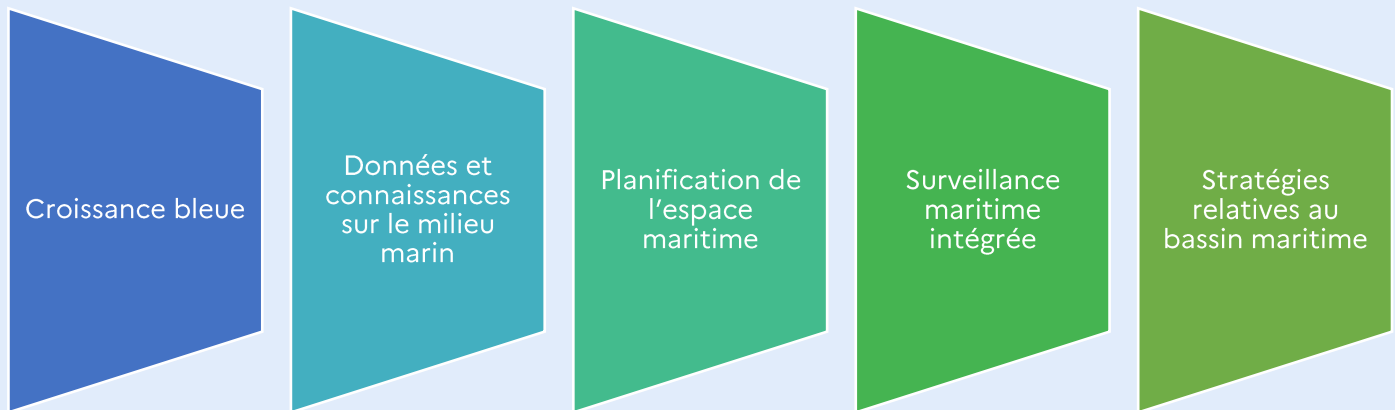 Croissance bleue
Données et
connaissances
sur le milieu
marin
Planification de
l’espace
maritime
Surveillance
maritime
intégrée
Stratégies
relatives au
bassin maritime